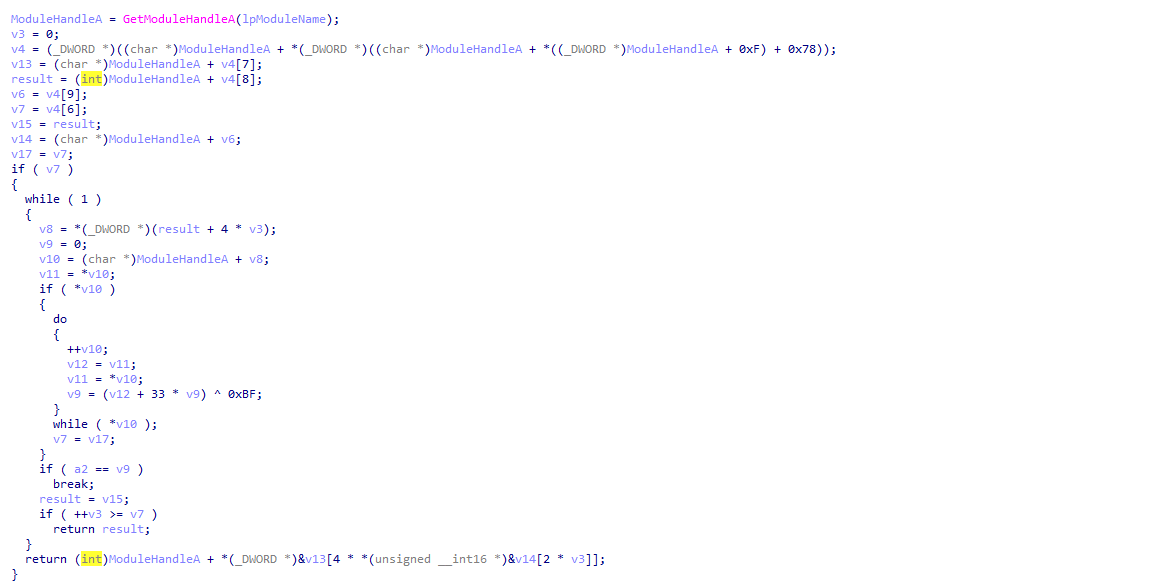 ModuleHandleA = GetModuleHandleA(lpModuleName);
v3 = 0;
v4 = (_DWORD *)((char *)ModuleHandleA + *(_DWORD *)((char *)ModuleHandleA + *((_DWORD *)ModuleHandleA + 0xF) + 0x78));
v13 = (char *)ModuleHandleA + v4[7];
result = (int)ModuleHandleA + v4[8];
v6 = v4[9];
v7 = v4[6];
v15 = result;
v14 = (char *)ModuleHandleA + v6;
v17 = v7;
if ( v7 )
{
  while ( 1 )
  {
    v8 = *(_DWORD *)(result + 4 * v3);
    v9 = 0;
    v10 = (char *)ModuleHandleA + v8;
    v11 = *v10;
    if ( *v10 )
    {
      do
      {
        ++v10;
        v12 = v11;
        v11 = *v10;
        v9 = (v12 + 33 * v9) ^ 0xBF;
      }
      while ( *v10 );
      v7 = v17;
    }
    if ( a2 == v9 )
      break;
    result = v15;
    if ( ++v3 >= v7 )
      return result;
  }
  return (int)ModuleHandleA + *(_DWORD *)&v13[4 * *(unsigned __int16 *)&v14[2 * v3]];
}